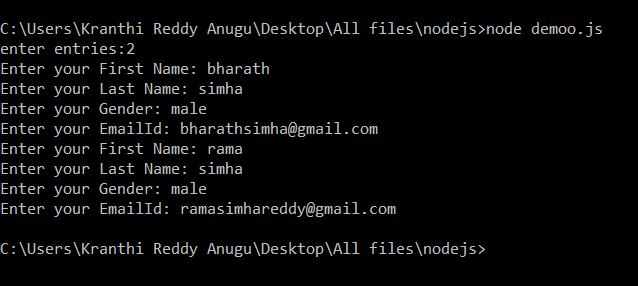 C:\Users\Kranthi Reddy Anugu\Desktop\All files\nodejs>node demoo.js
enter entries:2
Enter your First Name: bharath
Enter your Last Name: simha
Enter your Gender: male
Enter your EmailId: bharathsimha@gmail.com
Enter your First Name: rama
Enter your Last Name: simha
Enter your Gender: male
Enter your EmailId: ramasimhareddy@gmail.com
C:\Users\Kranthi Reddy Anugu\Desktop\All files\nodejs>